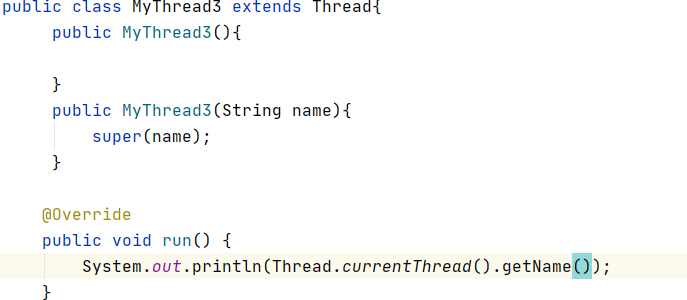 public class MyThread3 extends Thread{
public MyThread3(){
}
public MyThread3(String name){
super(name);
}
@Override
public void run() {
System.out.println(Thread.currentThread().getName());
}